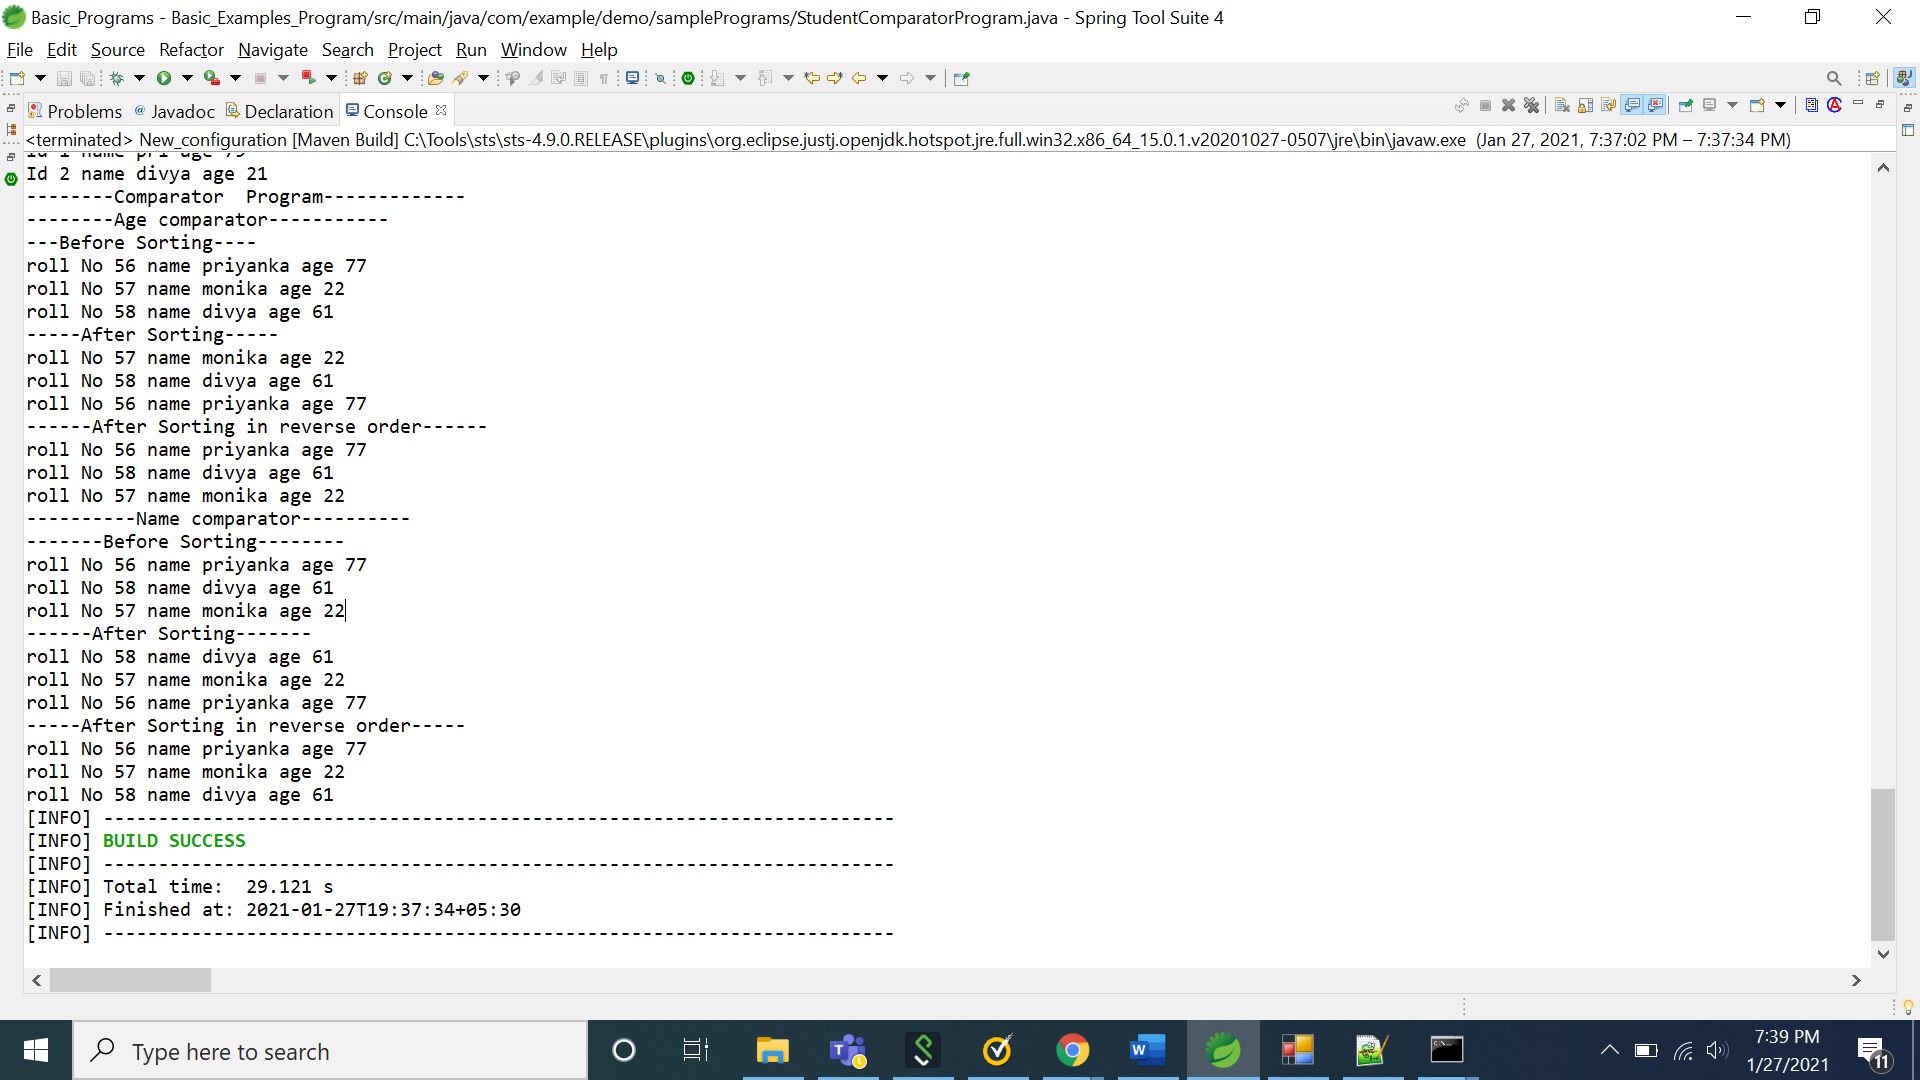 Basic_Programs - Basic_Examples_Program/src/main/java/com/example/demo/samplePrograms/StudentComparatorProgram.java - Spring Tool Suite 4
File Edit Source Refactor Navigate Search Project Run Window Help
Problems @ Javadoc Declaration Console
<terminated> New_configuration [Maven Build] C:\Tools\sts\sts-4.9.0.RELEASE\plugins\org.eclipse.justj.openjdk.hotspot.jre.full.win32.x86_64_15.0.1.v20201027-0507\jre\bin\javaw.exe (Jan 27, 2021, 7:37:02 PM – 7:37:34 PM)
Id 1 name pri age 79
Id 2 name divya age 21
--------Comparator  Program-------------
--------Age comparator-----------
---Before Sorting----
roll No 56 name priyanka age 77
roll No 57 name monika age 22
roll No 58 name divya age 61
-----After Sorting-----
roll No 57 name monika age 22
roll No 58 name divya age 61
roll No 56 name priyanka age 77
------After Sorting in reverse order------
roll No 56 name priyanka age 77
roll No 58 name divya age 61
roll No 57 name monika age 22
----------Name comparator----------
-------Before Sorting--------
roll No 56 name priyanka age 77
roll No 58 name divya age 61
roll No 57 name monika age 22
------After Sorting-------
roll No 58 name divya age 61
roll No 57 name monika age 22
roll No 56 name priyanka age 77
-----After Sorting in reverse order-----
roll No 56 name priyanka age 77
roll No 57 name monika age 22
roll No 58 name divya age 61
[INFO] ------------------------------------------------------------------------
[INFO] BUILD SUCCESS
[INFO] ------------------------------------------------------------------------
[INFO] Total time:  29.121 s
[INFO] Finished at: 2021-01-27T19:37:34+05:30
[INFO] ------------------------------------------------------------------------
Type here to search
7:39 PM
1/27/2021
11